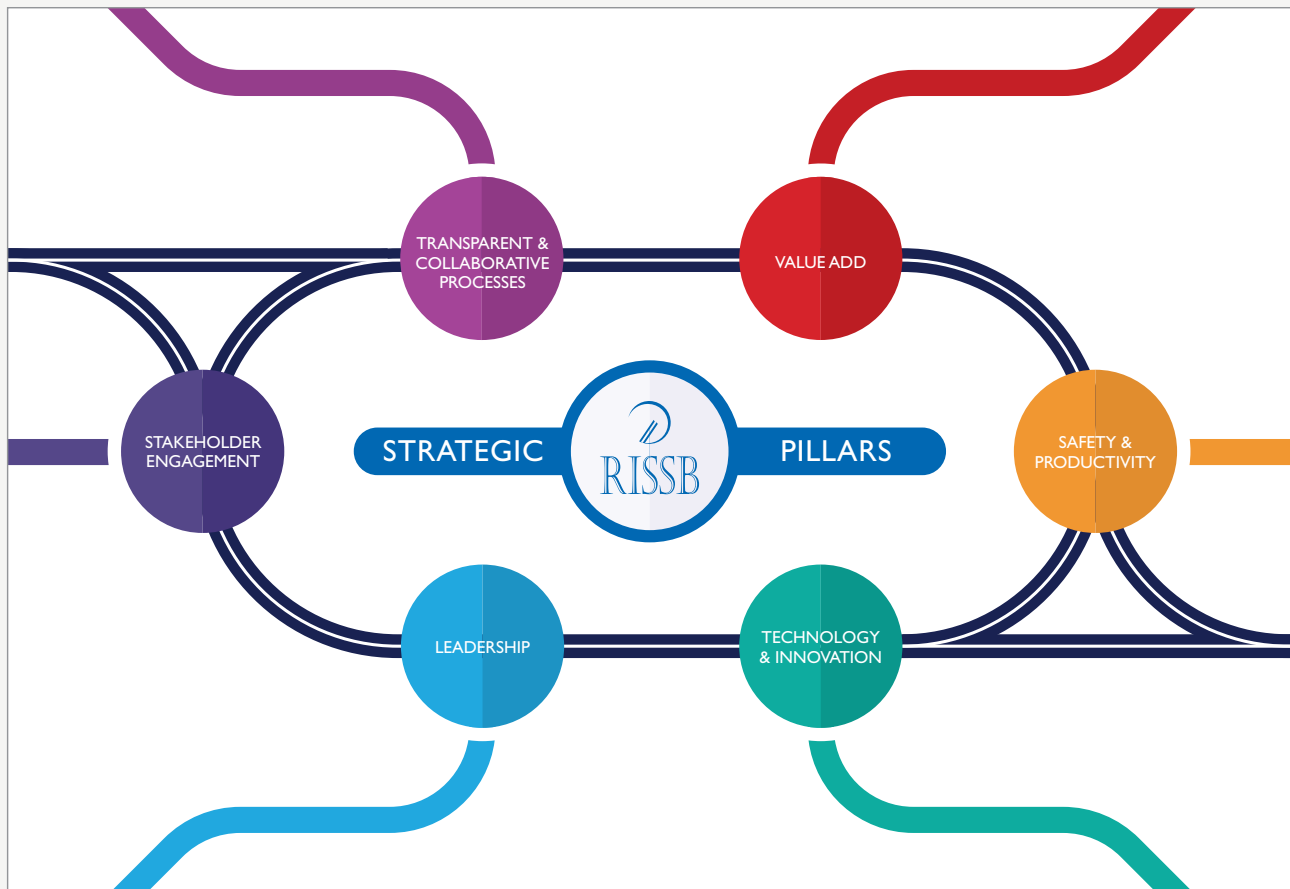 TRANSPARENT &
COLLABORATIVE
PROCESSES
VALUE ADD
STAKEHOLDER
ENGAGEMENT
STRATEGIC
RISSB
PILLARS
SAFETY &
PRODUCTIVITY
LEADERSHIP
TECHNOLOGY
& INNOVATION